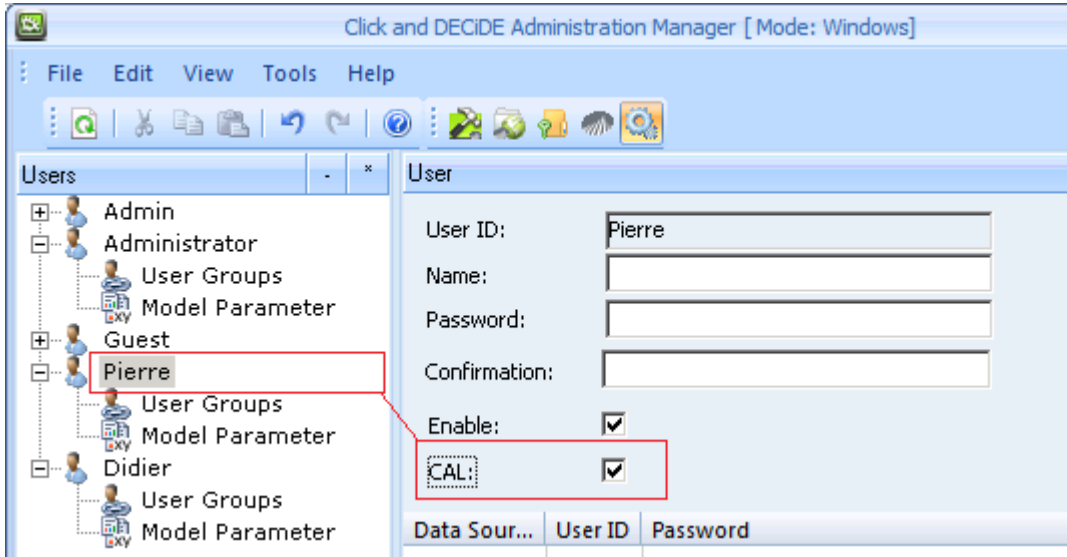 Click and DECiDE Administration Manager [ Mode: Windows]
File Edit View Tools Help
Users - × User
Admin
Administrator
User Groups
Model Parameter
Guest
Pierre
User Groups
Model Parameter
Didier
User Groups
Model Parameter
User ID: Pierre
Name:
Password:
Confirmation:
Enable:
CAL:
Data Sour... User ID Password